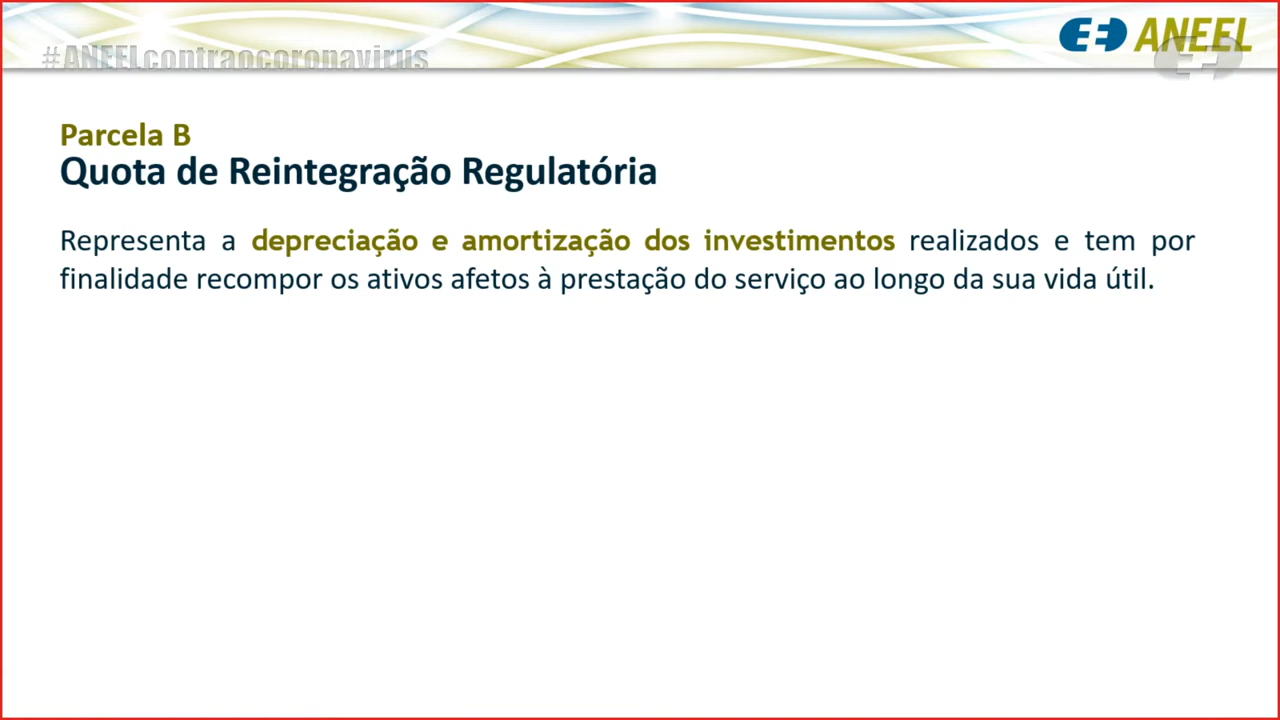 #ANEELcontraocoronavirus
ANEEL
Parcela B
Quota de Reintegração Regulatória
Representa a depreciação e amortização dos investimentos realizados e tem por
finalidade recompor os ativos afetos à prestação do serviço ao longo da sua vida útil.